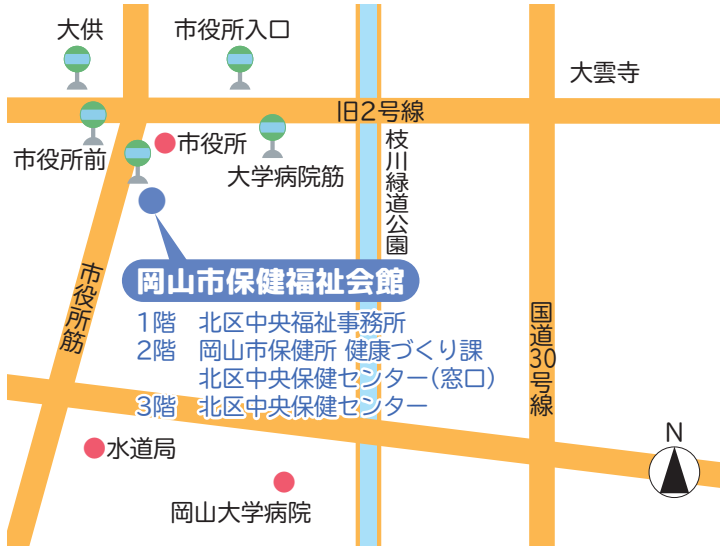 大供
市役所入口
大雲寺
旧2号線
市役所前
市役所
大学病院筋
枝川緑道公園
岡山市保健福祉会館
1階 北区中央福祉事務所
2階 岡山市保健所 健康づくり課
北区中央保健センター(窓口)
3階 北区中央保健センター
市役所筋
国道30号線
水道局
岡山大学病院
N